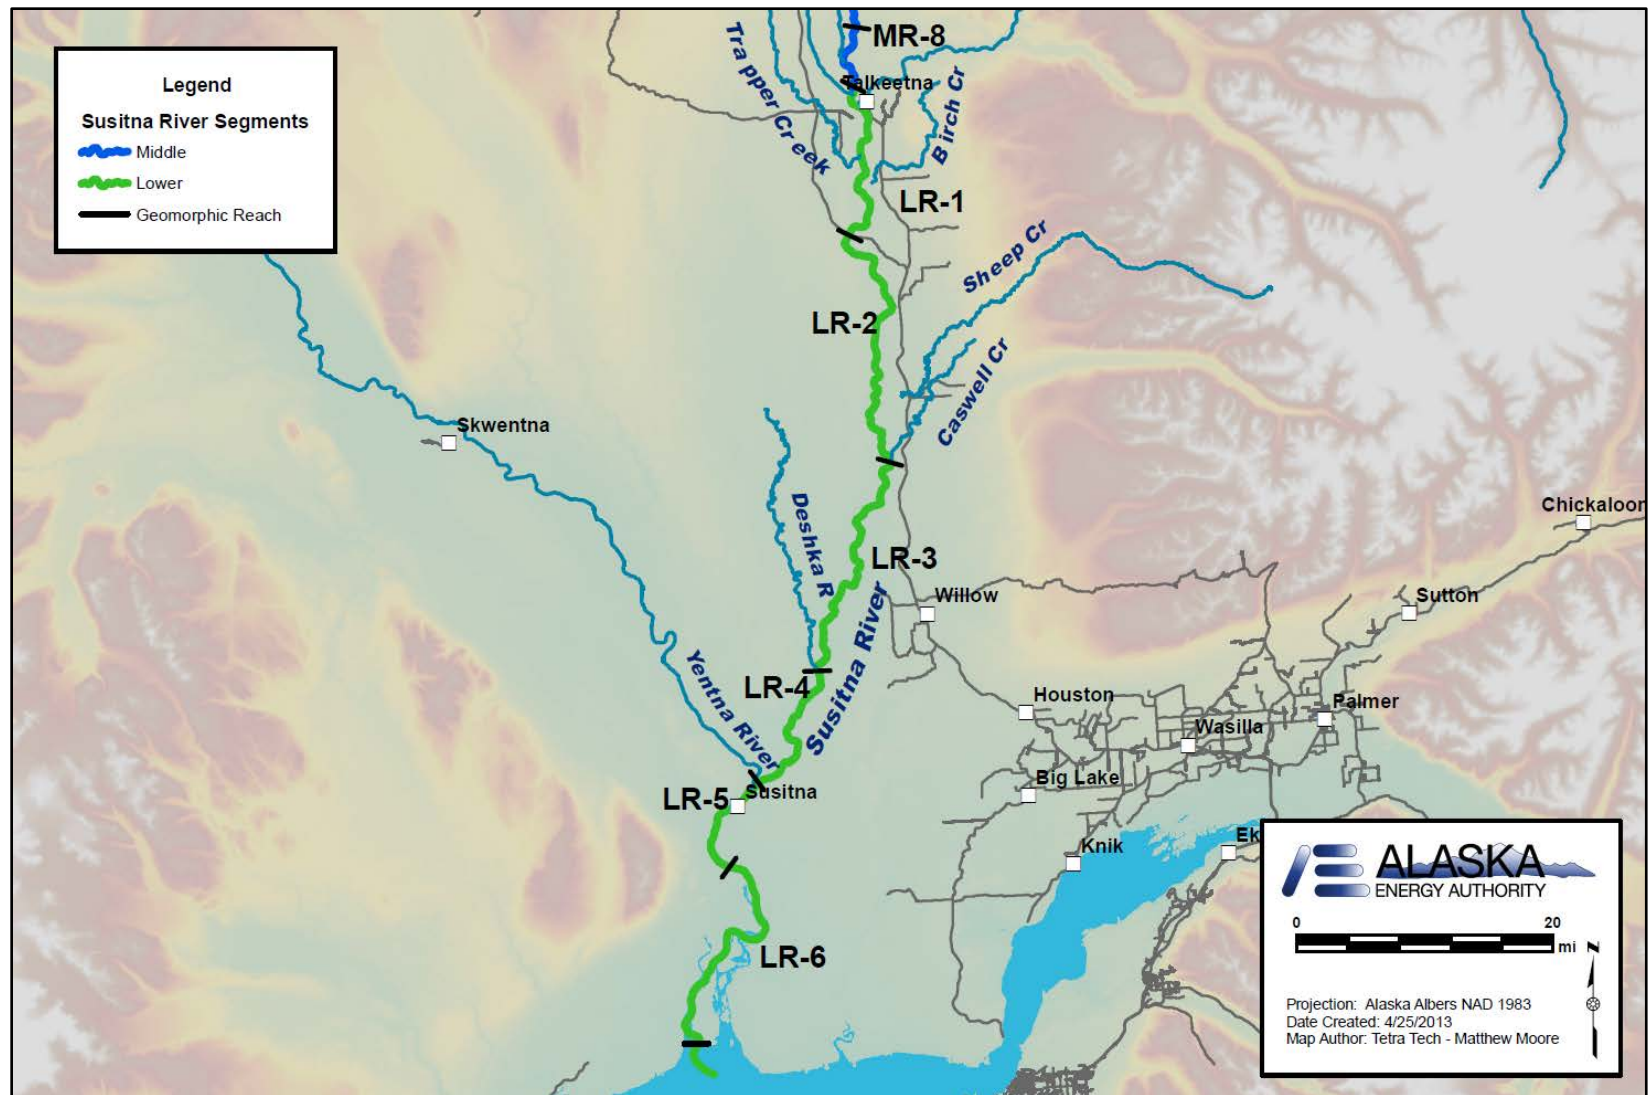 Legend
Susitna River Segments
Middle
Lower
Geomorphic Reach
MR-8
Talkeetna
Trapper Creek
Birch Cr
LR-1
Sheep Cr
LR-2
Caswell Cr
Skwentna
Deshka R
Chickaloon
LR-3
Willow
Sutton
Susitna River
Yentna River
LR-4
Houston
Palmer
Wasilla
Big Lake
LR-5
Susitna
Knik
Ek
LR-6
ALASKA
ENERGY AUTHORITY
0 20
mi
N
Projection: Alaska Albers NAD 1983
Date Created: 4/25/2013
Map Author: Tetra Tech - Matthew Moore